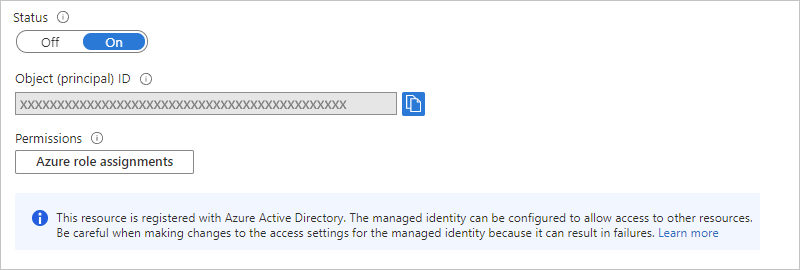 Status
Off On
Object (principal) ID
xxxxxxxxxxxxxxxxxxxxxxxxxxxxxxxxxxxxxxxxxxxxx
Permissions
Azure role assignments
This resource is registered with Azure Active Directory. The managed identity can be configured to allow access to other resources.
Be careful when making changes to the access settings for the managed identity because it can result in failures. Learn more